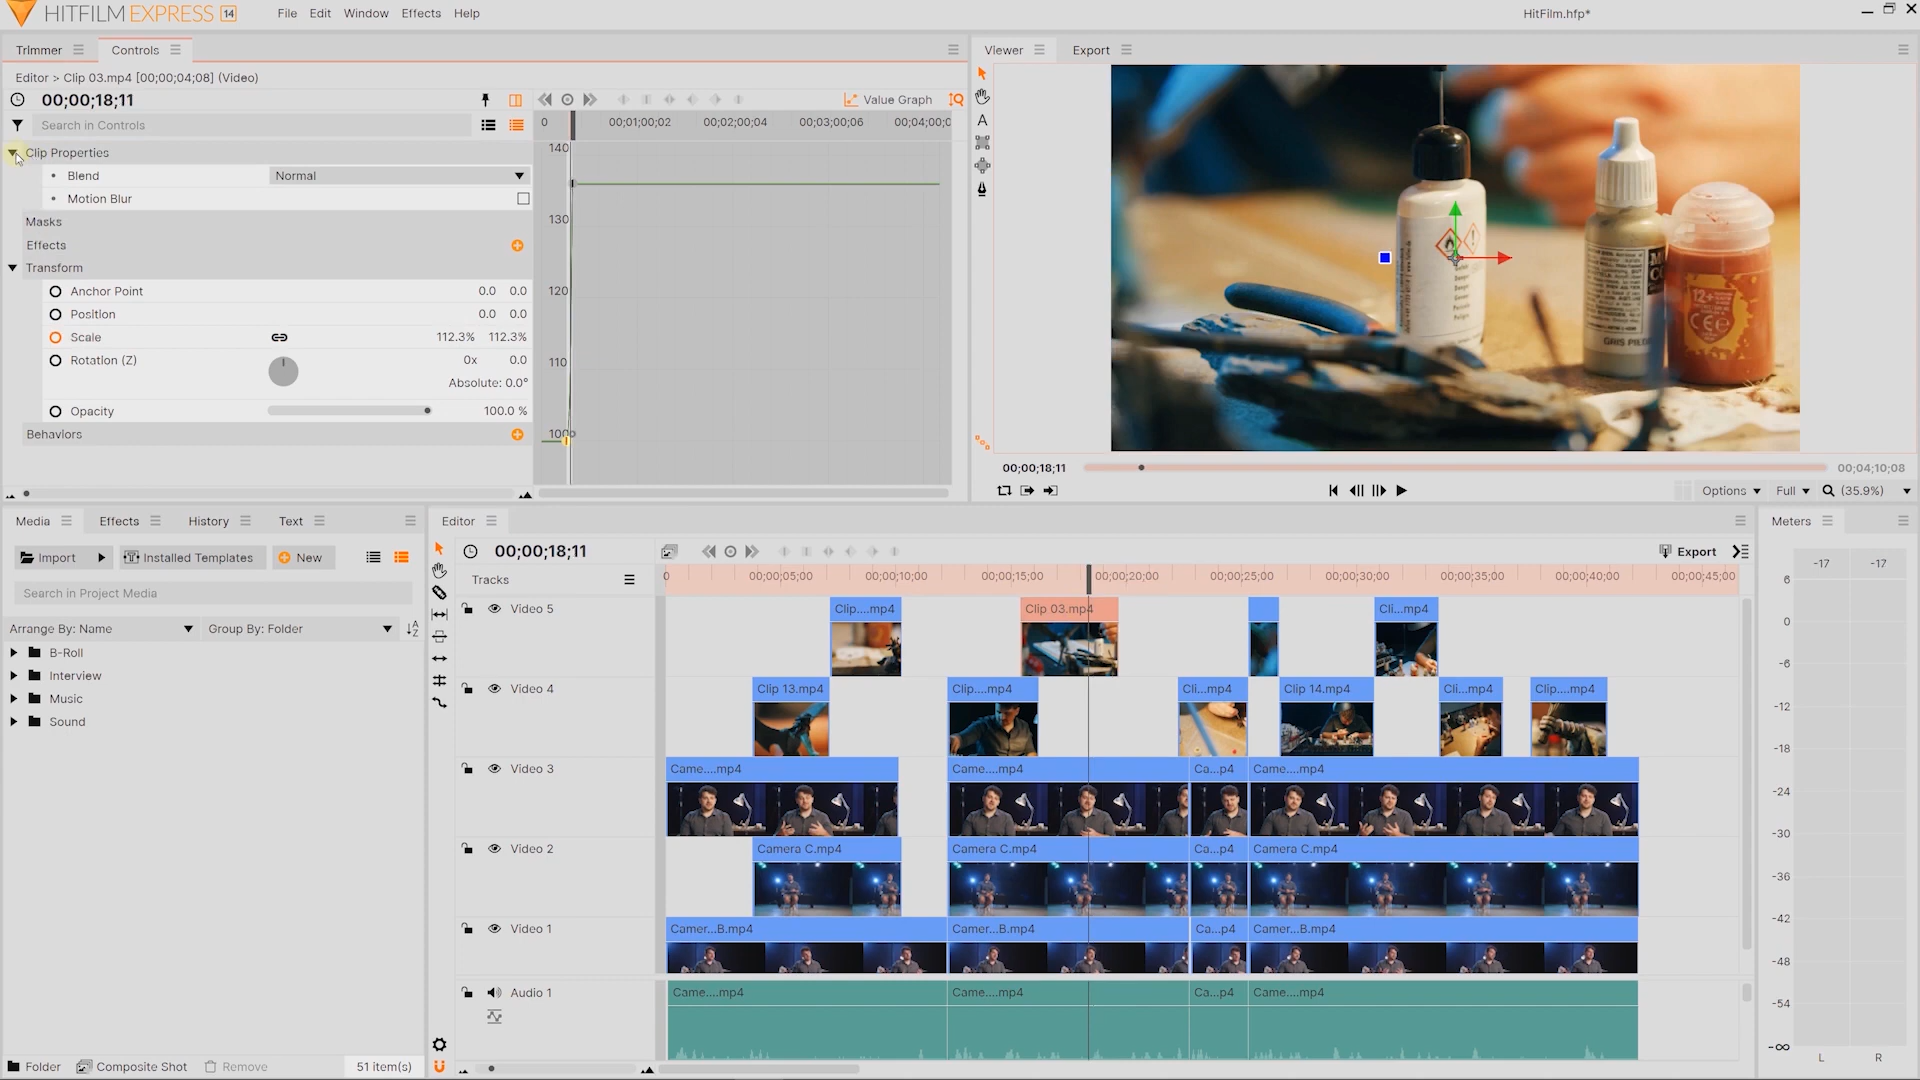 HITFILM EXPRESS 14
File Edit Window Effects Help
HitFilm.hfp*
Trimmer Controls
Editor > Clip 03.mp4 [00;00;04;08] (Video)
00;00;18;11
Value Graph
Search in Controls
0 00;01;00;02 00;02;00;04 00;03;00;06 00;04;00;0
Clip Properties
Blend Normal
Motion Blur
Masks
Effects
Transform
Anchor Point 0.0 0.0
Position 0.0 0.0
Scale 112.3% 112.3%
Rotation (Z) 0x 0.0
Absolute: 0.0°
Opacity 100.0 %
Behaviors
140
130
120
110
100
Viewer Export
GRIS
12+
CE
00;00;18;11
00;04;10;08
Options Full (35.9%)
Media Effects History Text
Import Installed Templates New
Search in Project Media
Arrange By: Name Group By: Folder
B-Roll
Interview
Music
Sound
Folder Composite Shot Remove 51 item(s)
Editor
00;00;18;11
Export
Tracks
0 00;00;05;00 00;00;10;00 00;00;15;00 00;00;20;00 00;00;25;00 00;00;30;00 00;00;35;00 00;00;40;00 00;00;45;00
Video 5 Clip....mp4 Clip 03.mp4 Cli...mp4
Video 4 Clip 13.mp4 Clip....mp4 Cli...mp4 Clip 14.mp4 Cli...mp4 Clip....mp4
Video 3 Came....mp4 Came....mp4 Ca...p4 Came....mp4
Video 2 Camera C.mp4 Camera C.mp4 Ca...p4 Camera C.mp4
Video 1 Camer...B.mp4 Camer...B.mp4 Ca...p4 Camer...B.mp4
Audio 1 Came....mp4 Came....mp4 Ca...p4 Came....mp4
Meters
-17 -17
6
0
-6
-12
-18
-24
-30
-36
-42
-48
-54
-∞
L R